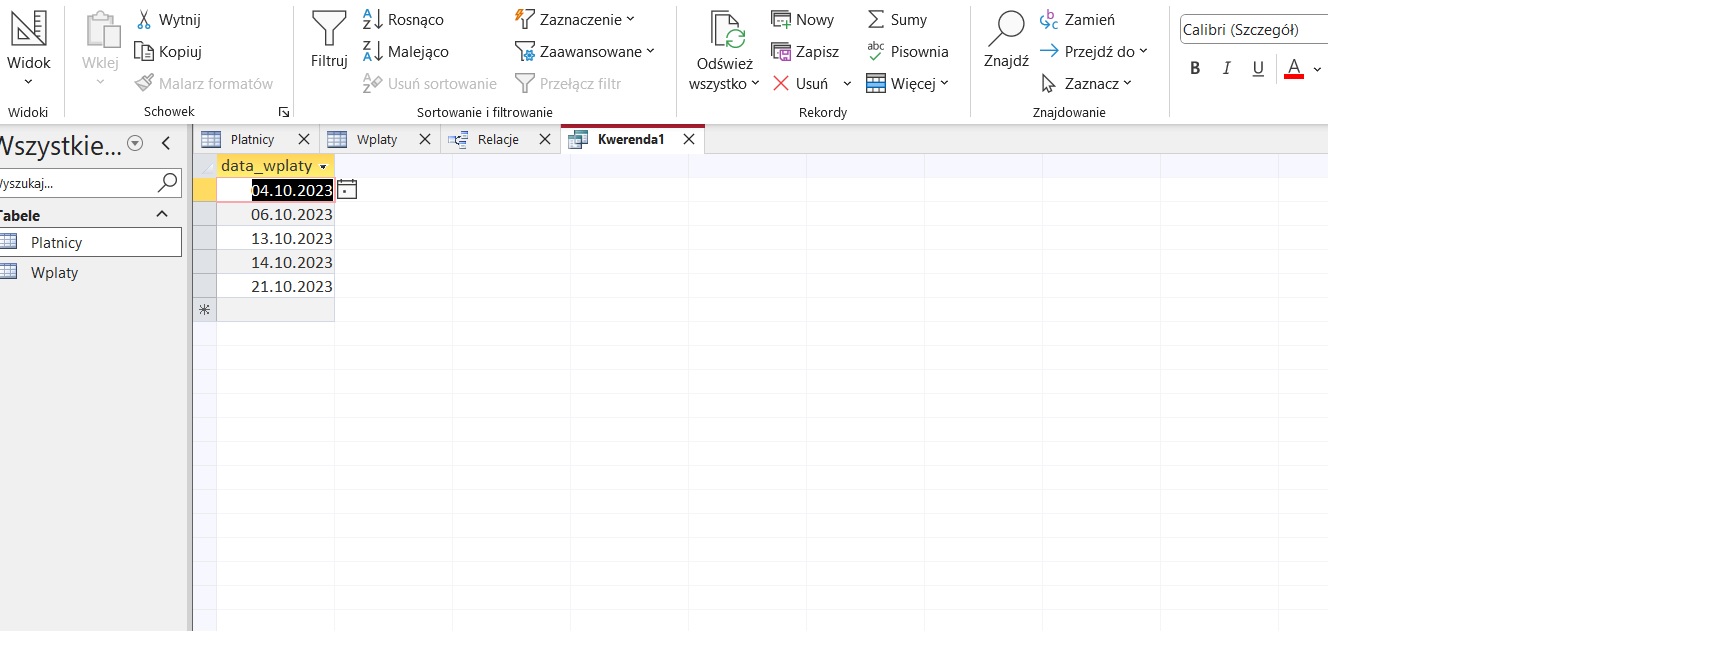 Wytnij
Rosnąco
Zaznaczenie
Nowy
Sumy
Zamień
Calibri (Szczegół)
Widok
Wklej
Kopiuj
Filtruj
Malejąco
Zaawansowane
Odśwież
wszystko
Zapisz
Pisownia
Znajdź
Przejdź do
Malarz formatów
Usuń sortowanie
Przełącz filtr
Usuń
Więcej
Zaznacz
B I U A
Widoki
Schowek
Sortowanie i filtrowanie
Rekordy
Znajdowanie
Wszystkie...
Platnicy
Wplaty
Relacje
Kwerenda1
yszukaj...
Tabele
Platnicy
Wplaty
data_wplaty
04.10.2023
06.10.2023
13.10.2023
14.10.2023
21.10.2023